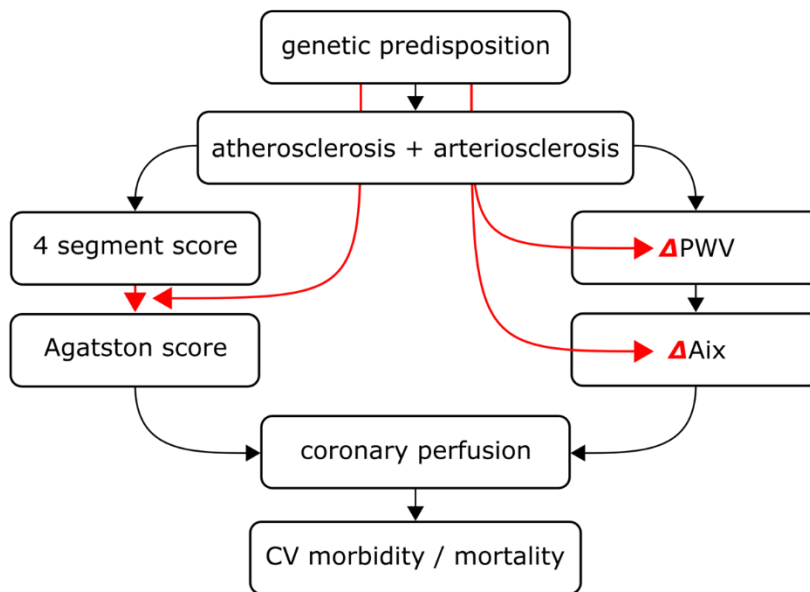 genetic predisposition
atherosclerosis + arteriosclerosis
4 segment score
ΔPWV
Agatston score
ΔAix
coronary perfusion
CV morbidity / mortality